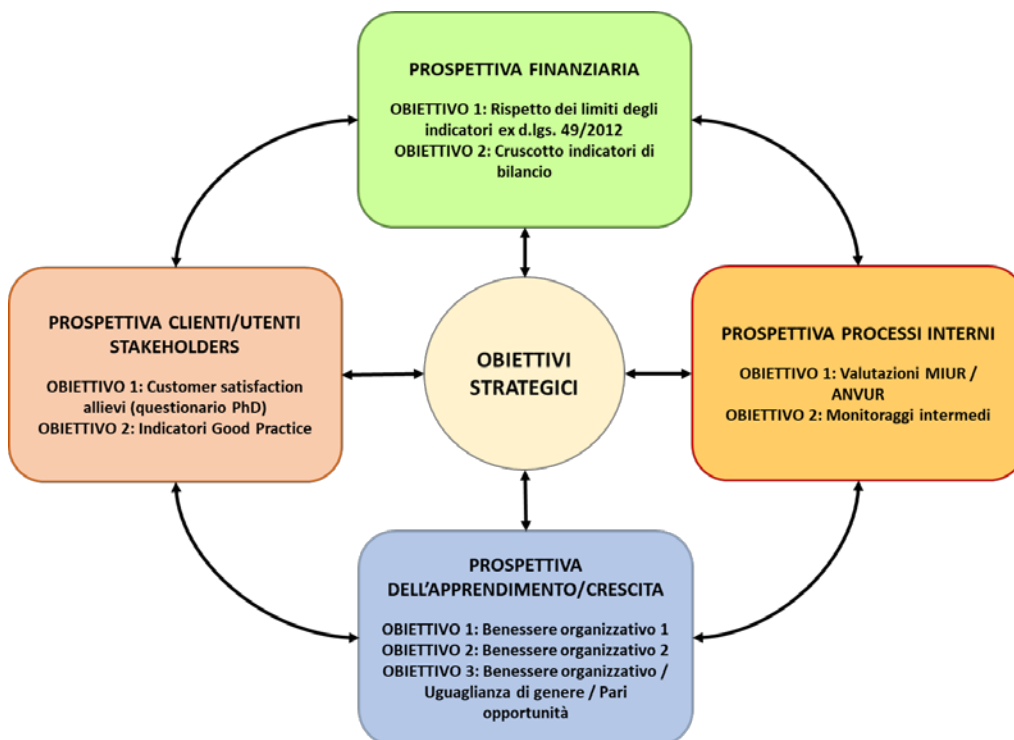 PROSPETTIVA FINANZIARIA
OBIETTIVO 1: Rispetto dei limiti degli
indicatori ex d.lgs. 49/2012
OBIETTIVO 2: Cruscotto indicatori di
bilancio
PROSPETTIVA CLIENTI/UTENTI
STAKEHOLDERS
OBIETTIVO 1: Customer satisfaction
allievi (questionario PhD)
OBIETTIVO 2: Indicatori Good Practice
OBIETTIVI
STRATEGICI
PROSPETTIVA PROCESSI INTERNI
OBIETTIVO 1: Valutazioni MIUR /
ANVUR
OBIETTIVO 2: Monitoraggi intermedi
PROSPETTIVA
DELL'APPRENDIMENTO/CRESCITA
OBIETTIVO 1: Benessere organizzativo 1
OBIETTIVO 2: Benessere organizzativo 2
OBIETTIVO 3: Benessere organizzativo /
Uguaglianza di genere / Pari
opportunità